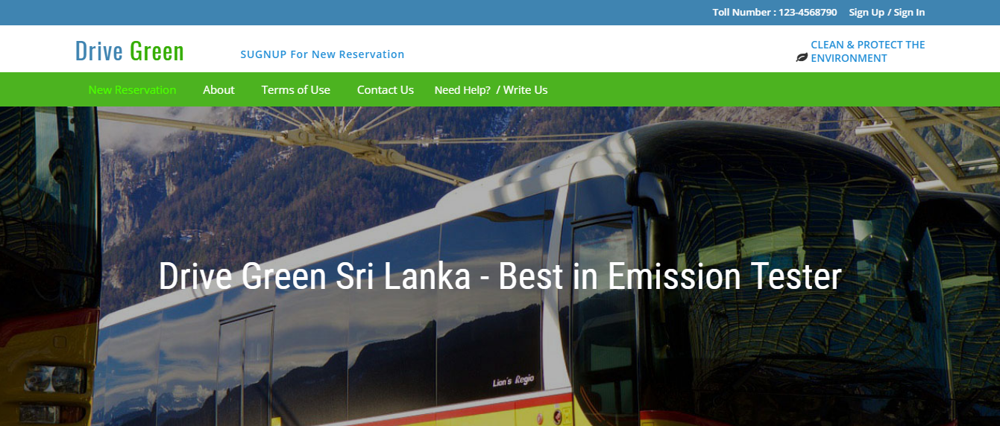 Toll Number : 123-4568790 Sign Up / Sign In
Drive Green
SUGNUP For New Reservation
CLEAN & PROTECT THE
ENVIRONMENT
New Reservation About Terms of Use Contact Us Need Help? / Write Us
Drive Green Sri Lanka - Best in Emission Tester
Lion's Regio